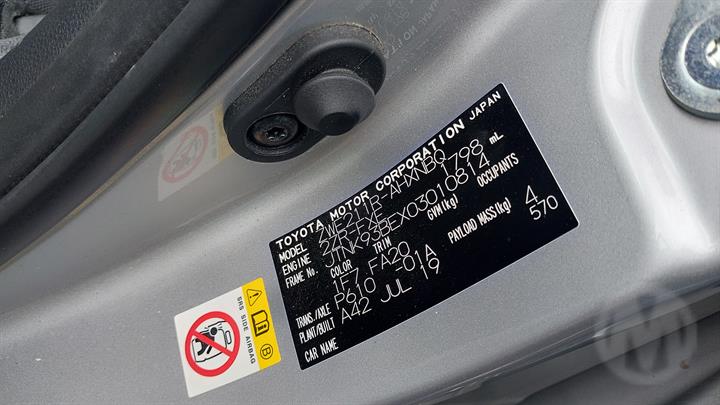 TOYOTA MOTOR CORPORATION JAPAN
MODEL ZWE211R-AHXNBQ
ENGINE 2ZR-FXE 1798 mL
FRAME No. JTNK93BEX03010814
COLOR TRIM GVM(kg) OCCUPANTS
1F7 FA20 4
TRANS./AXLE P610 -01A PAYLOAD MASS(kg) 570
PLANT/BUILT A42 JUL 19
CAR NAME
SRS SIDE AIRBAG
B
M